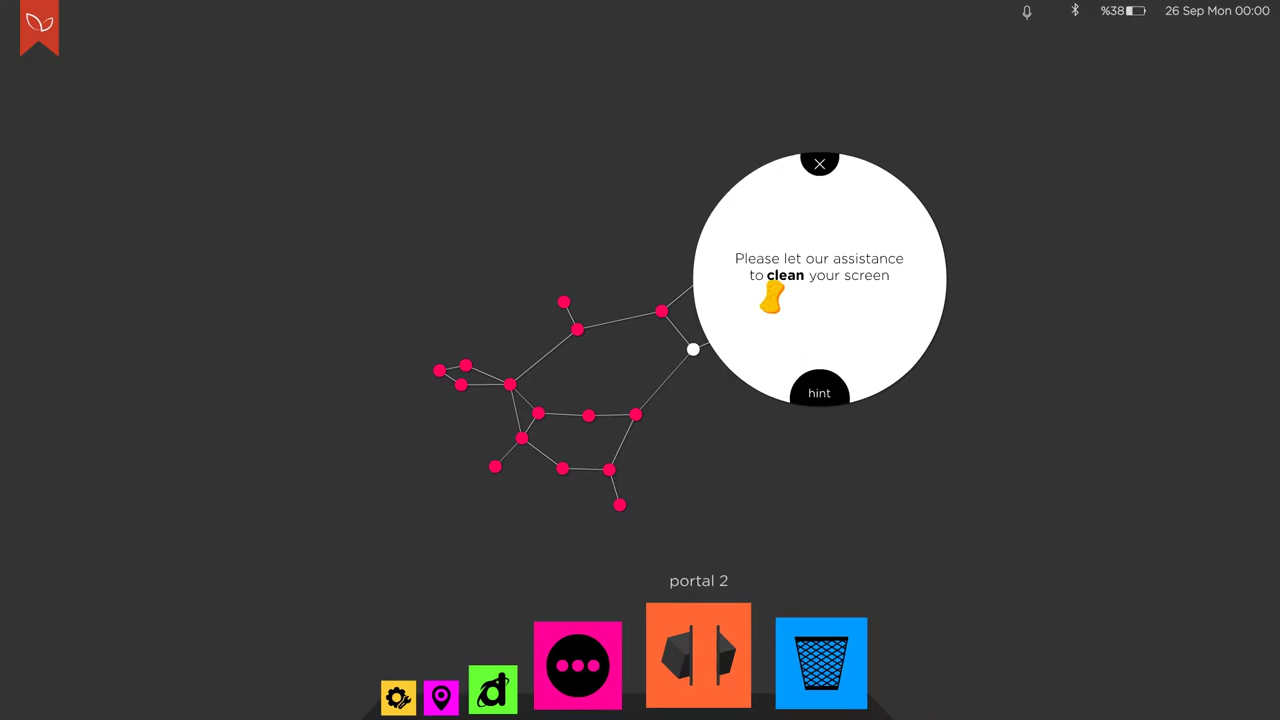 %38
26 Sep Mon 00:00
Please let our assistance
to clean your screen
hint
portal 2